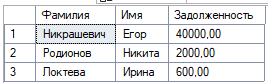 Фамилия Имя Задолженность
1 Никрашевич Егор 40000,00
2 Родионов Никита 2000,00
3 Локтева Ирина 600,00